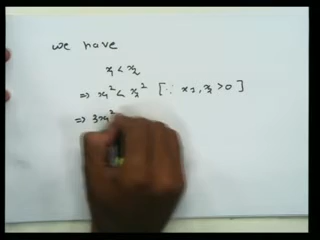 we have
x₁ < x₂
⇒ x₁² < x₂² [∵ x₁, x₂ > 0]
⇒ 3x₁²